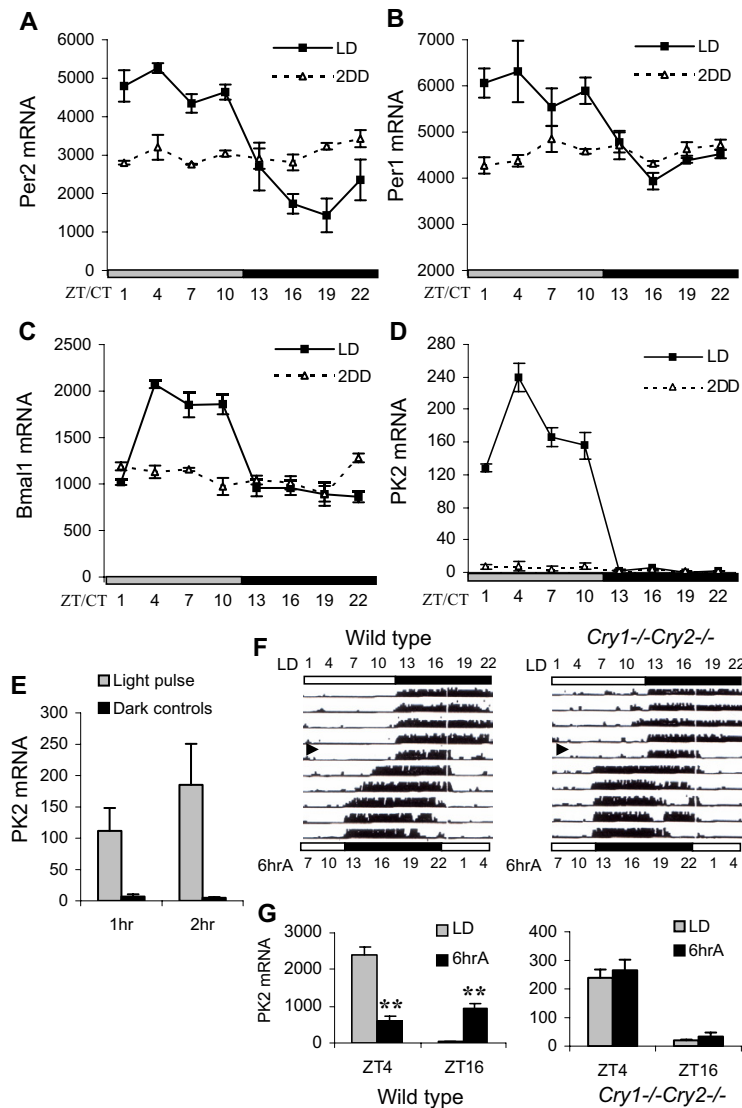 A
LD
2DD
Per2 mRNA
6000
5000
4000
3000
2000
1000
0
ZT/CT 1 4 7 10 13 16 19 22
B
LD
2DD
Per1 mRNA
7000
6000
5000
4000
3000
2000
ZT/CT 1 4 7 10 13 16 19 22
C
LD
2DD
Bmal1 mRNA
2500
2000
1500
1000
500
0
ZT/CT 1 4 7 10 13 16 19 22
D
LD
2DD
PK2 mRNA
280
240
200
160
120
80
40
0
ZT/CT 1 4 7 10 13 16 19 22
E
Light pulse
Dark controls
PK2 mRNA
300
250
200
150
100
50
0
1hr 2hr
F
Wild type
LD 1 4 7 10 13 16 19 22
6hrA 7 10 13 16 19 22 1 4
Cry1-/-Cry2-/-
LD 1 4 7 10 13 16 19 22
6hrA 7 10 13 16 19 22 1 4
G
LD
6hrA
PK2 mRNA
3000
2000
1000
0
**
**
ZT4 ZT16
Wild type
LD
6hrA
400
300
200
100
0
ZT4 ZT16
Cry1-/-Cry2-/-